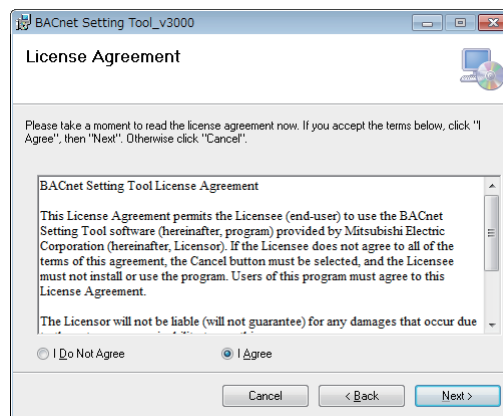 BACnet Setting Tool_v3000
License Agreement
Please take a moment to read the license agreement now. If you accept the terms below, click "I
Agree", then "Next". Otherwise click "Cancel".
BACnet Setting Tool License Agreement
This License Agreement permits the Licensee (end-user) to use the BACnet
Setting Tool software (hereinafter, program) provided by Mitsubishi Electric
Corporation (hereinafter, Licensor). If the Licensee does not agree to all of the
terms of this agreement, the Cancel button must be selected, and the Licensee
must not install or use the program. Users of this program must agree to this
License Agreement.
The Licensor will not be liable (will not guarantee) for any damages that occur due
I Do Not Agree
I Agree
Cancel
< Back
Next >